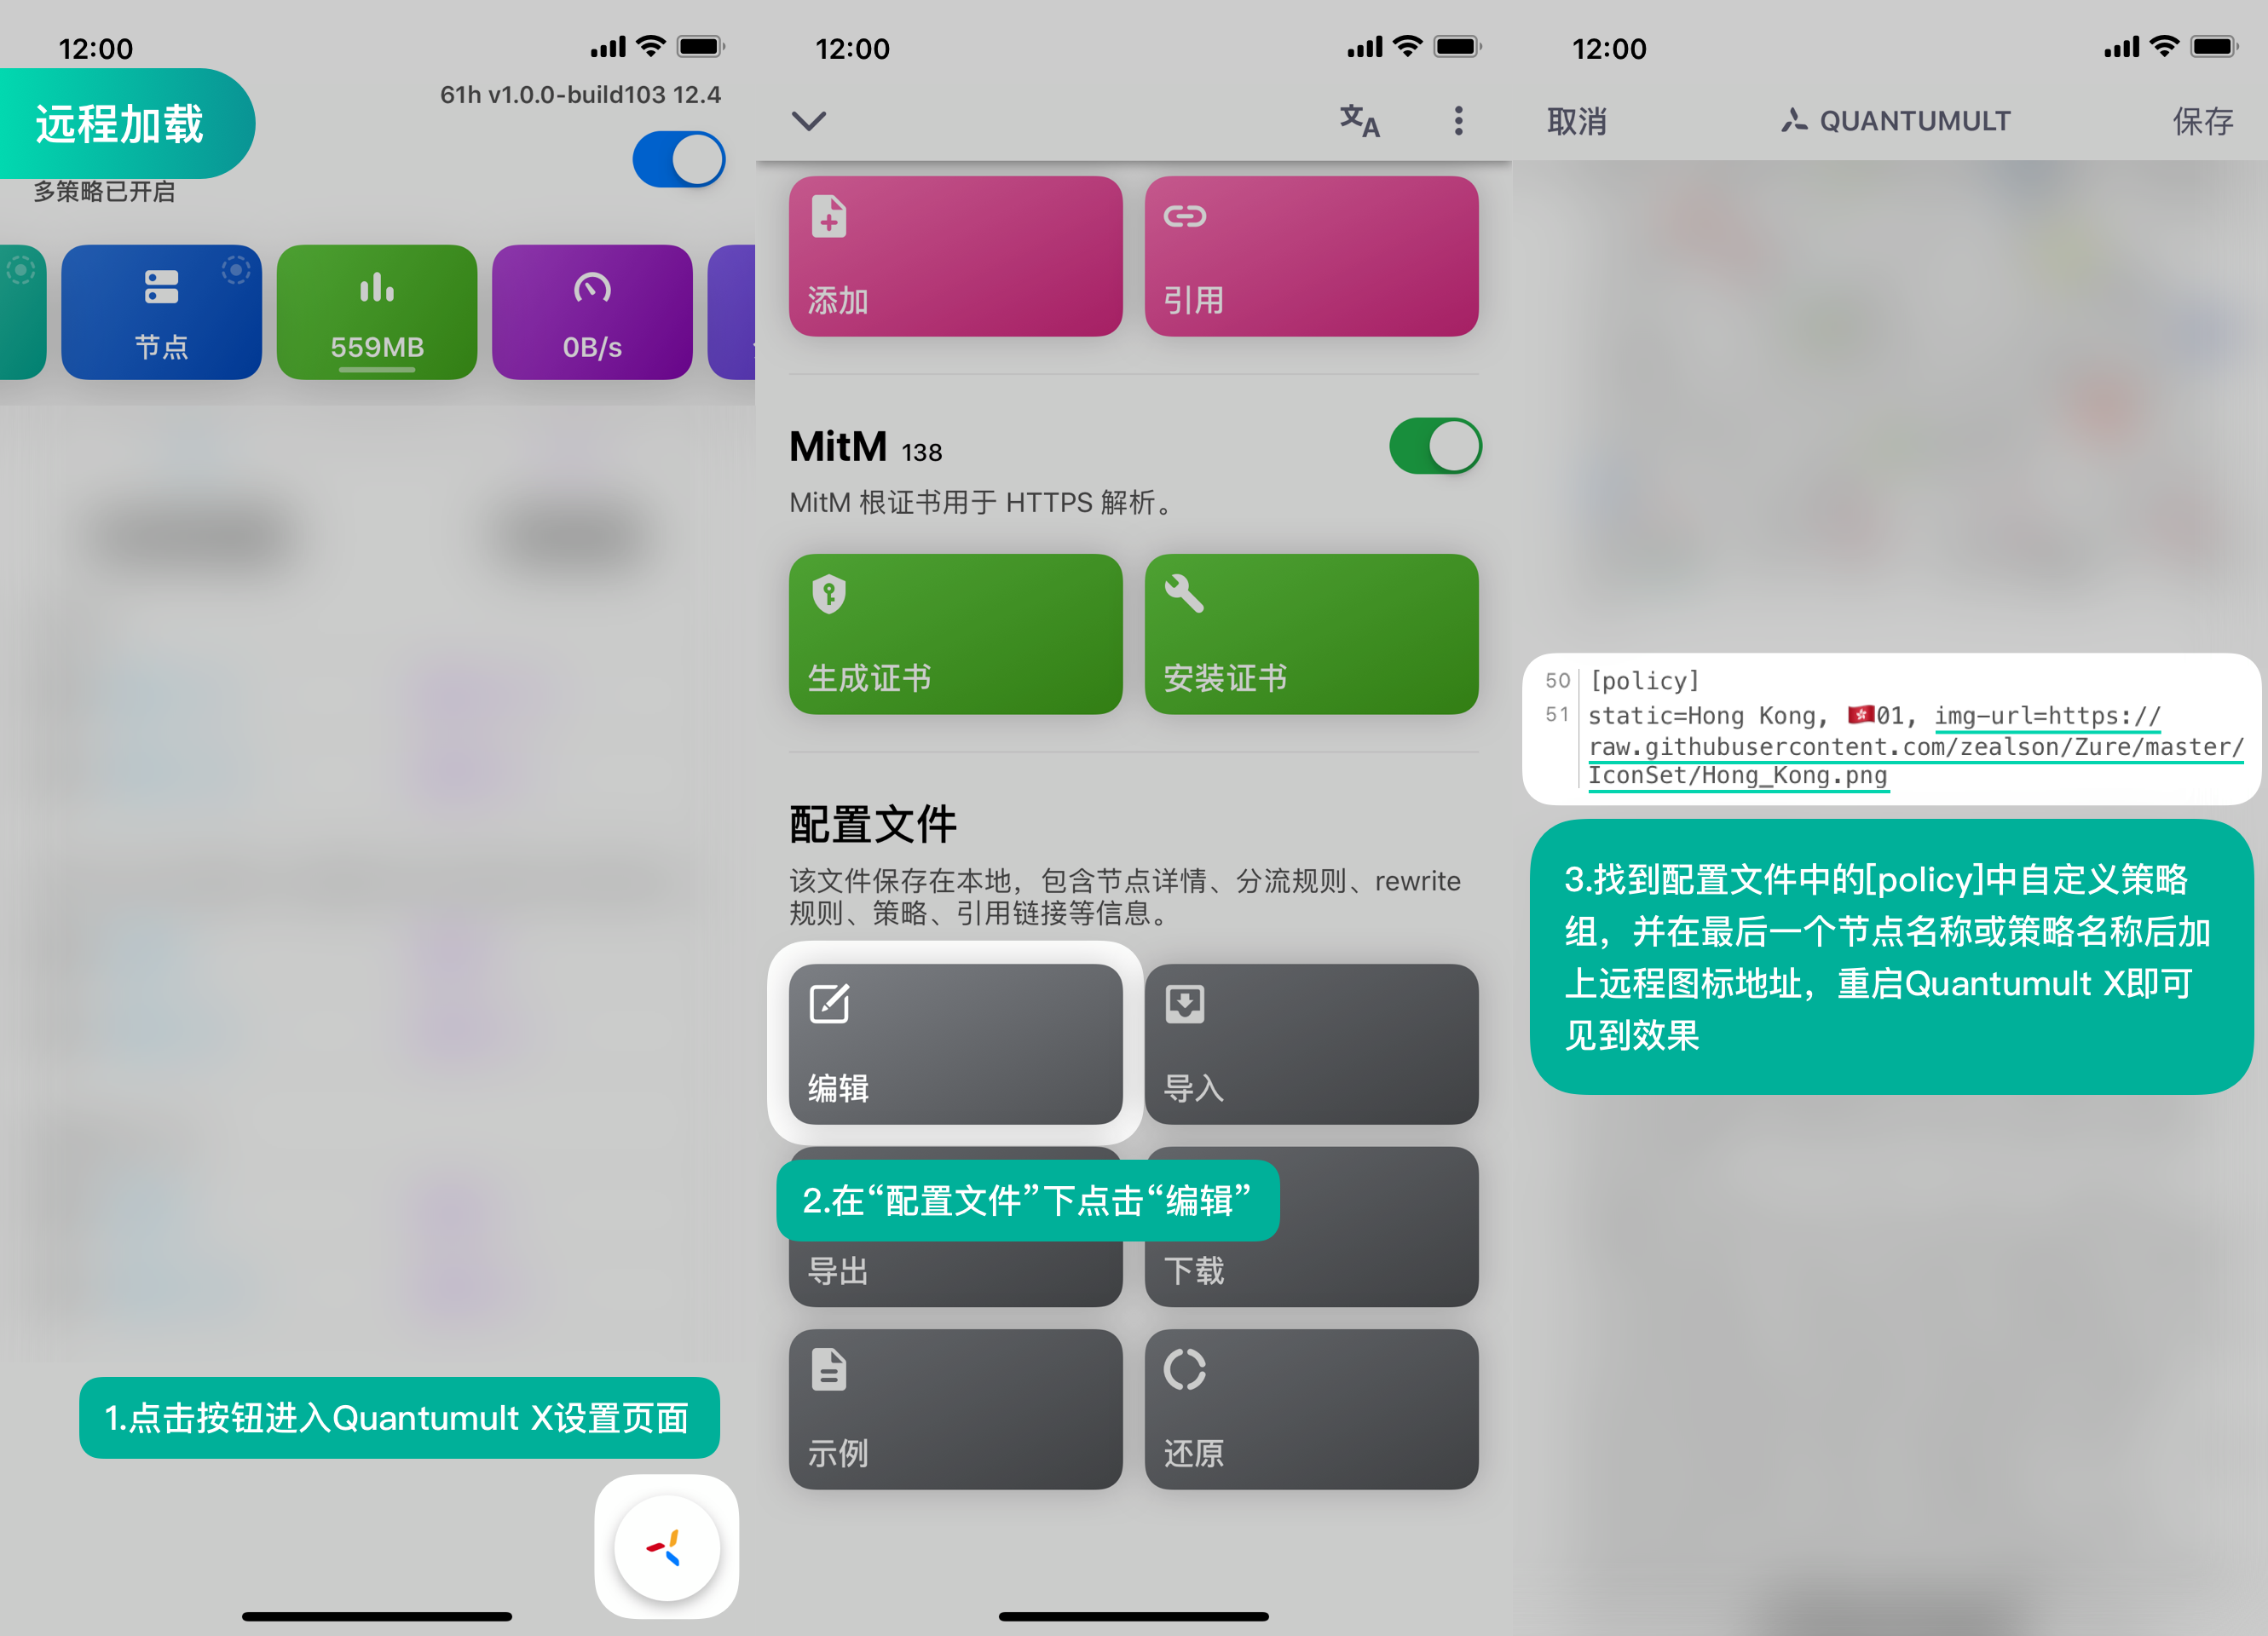 12:00
远程加载
61h v1.0.0-build103 12.4
多策略已开启
节点
559MB
0B/s
1.点击按钮进入Quantumult X设置页面
12:00
文A
添加
引用
MitM 138
MitM 根证书用于 HTTPS 解析。
生成证书
安装证书
配置文件
该文件保存在本地，包含节点详情、分流规则、rewrite
规则、策略、引用链接等信息。
编辑
导入
2.在“配置文件”下点击“编辑”
导出
下载
示例
还原
12:00
取消
QUANTUMULT
保存
50 [policy]
51 static=Hong Kong, 🇭🇰01, img-url=https://
raw.githubusercontent.com/zealson/Zure/master/
IconSet/Hong_Kong.png
3.找到配置文件中的[policy]中自定义策略
组，并在最后一个节点名称或策略名称后加
上远程图标地址，重启Quantumult X即可
见到效果